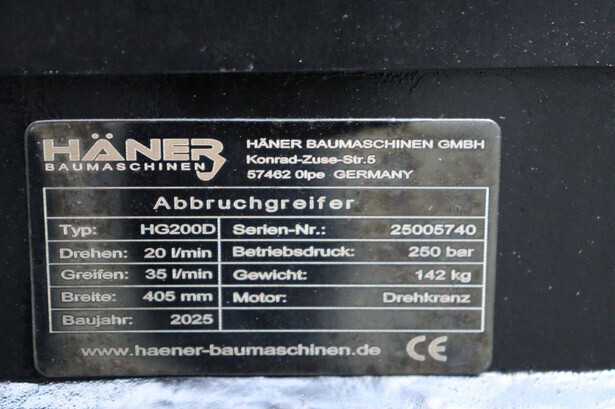 HÄNER
BAUMASCHINEN
HÄNER BAUMASCHINEN GMBH
Konrad-Zuse-Str.5
57462 Olpe GERMANY
Abbruchgreifer
Typ: HG200D Serien-Nr.: 25005740
Drehen: 20 l/min Betriebsdruck: 250 bar
Greifen: 35 l/min Gewicht: 142 kg
Breite: 405 mm Motor: Drehkranz
Baujahr: 2025
www.haener-baumaschinen.de CE